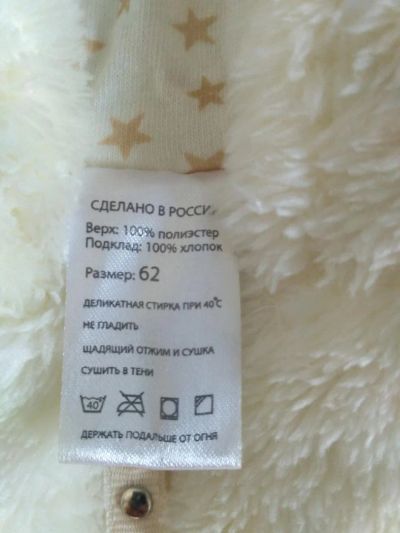 СДЕЛАНО В РОССИИ
Верх: 100% полиэстер
Подклад: 100% хлопок
Размер: 62
ДЕЛИКАТНАЯ СТИРКА ПРИ 40°С
НЕ ГЛАДИТЬ
ЩАДЯЩИЙ ОТЖИМ И СУШКА
СУШИТЬ В ТЕНИ
40°
ДЕРЖАТЬ ПОДАЛЬШЕ ОТ ОГНЯ